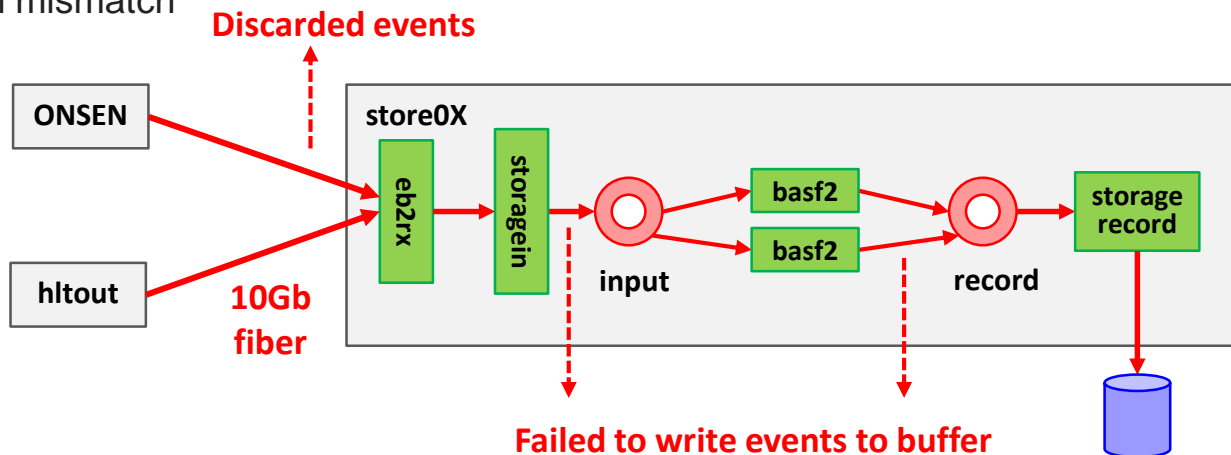 mismatch
Discarded events
ONSEN
store0X
eb2rx
storagein
basf2
basf2
storage
record
input
record
hltout
10Gb
fiber
Failed to write events to buffer